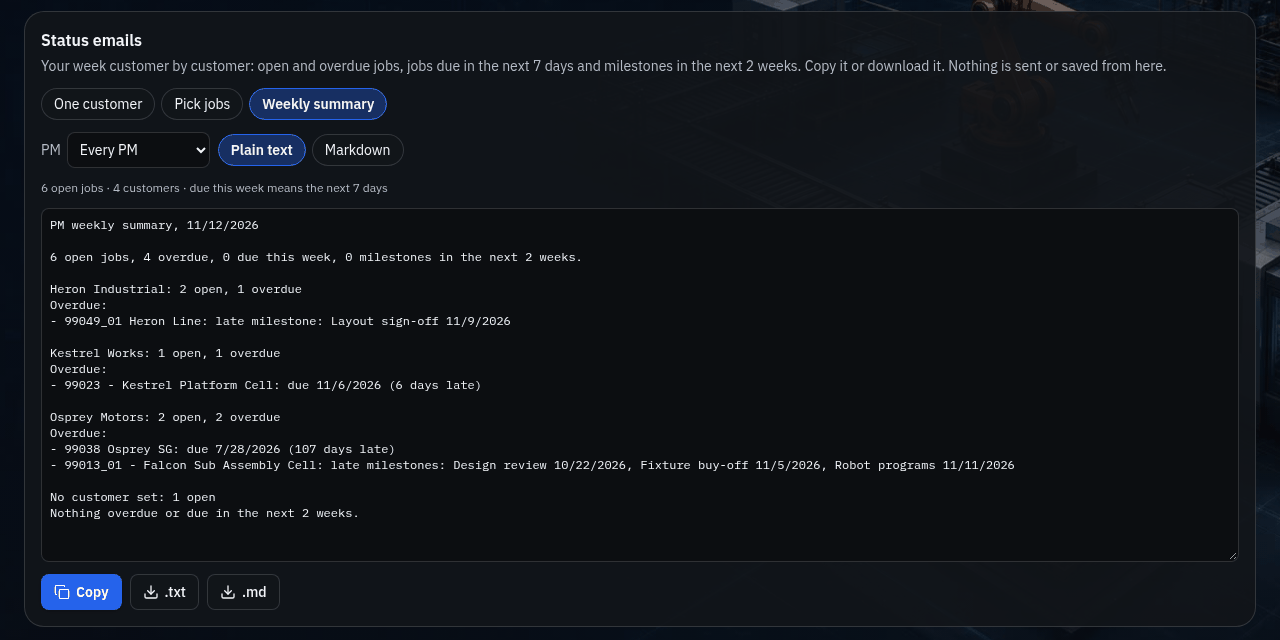 Status emails
Your week customer by customer: open and overdue jobs, jobs due in the next 7 days and milestones in the next 2 weeks. Copy it or download it. Nothing is sent or saved from here.
One customer Pick jobs Weekly summary
PM Every PM Plain text Markdown
6 open jobs · 4 customers · due this week means the next 7 days
PM weekly summary, 11/12/2026
6 open jobs, 4 overdue, 0 due this week, 0 milestones in the next 2 weeks.
Heron Industrial: 2 open, 1 overdue
Overdue:
- 99049_01 Heron Line: late milestone: Layout sign-off 11/9/2026
Kestrel Works: 1 open, 1 overdue
Overdue:
- 99023 - Kestrel Platform Cell: due 11/6/2026 (6 days late)
Osprey Motors: 2 open, 2 overdue
Overdue:
- 99038 Osprey SG: due 7/28/2026 (107 days late)
- 99013_01 - Falcon Sub Assembly Cell: late milestones: Design review 10/22/2026, Fixture buy-off 11/5/2026, Robot programs 11/11/2026
No customer set: 1 open
Nothing overdue or due in the next 2 weeks.
Copy .txt .md